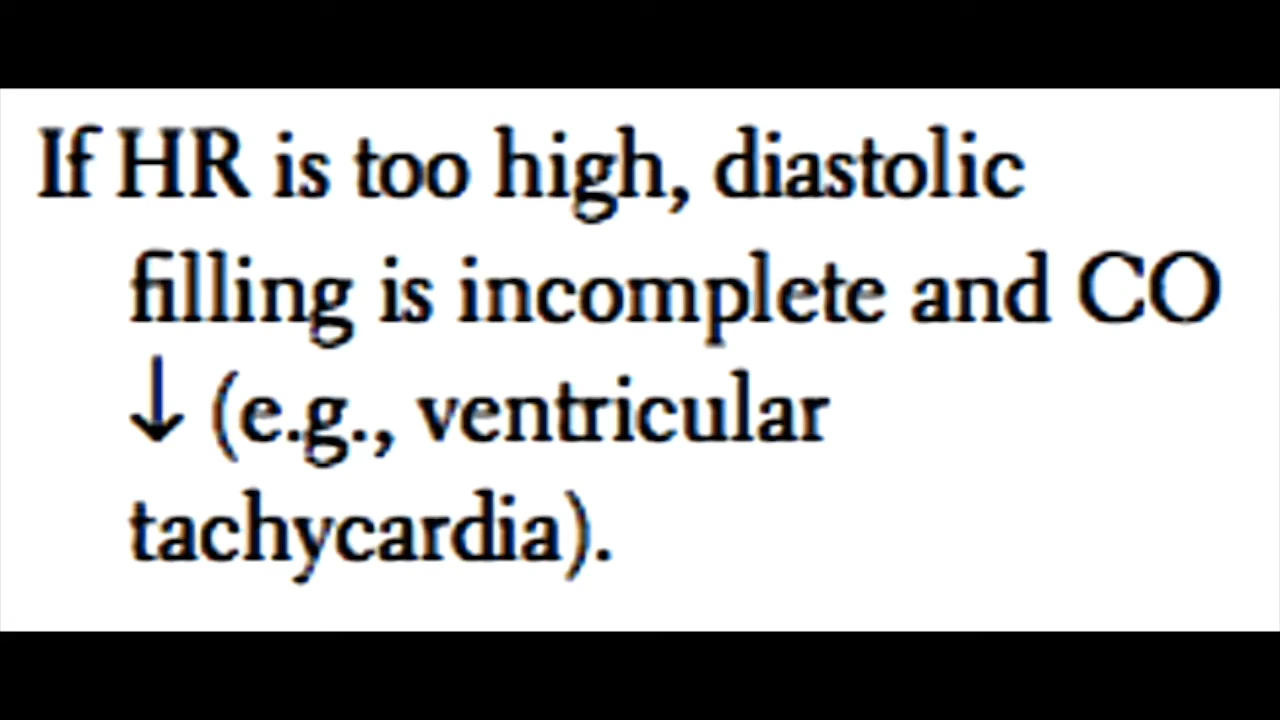 If HR is too high, diastolic
filling is incomplete and CO
↓ (e.g., ventricular
tachycardia).